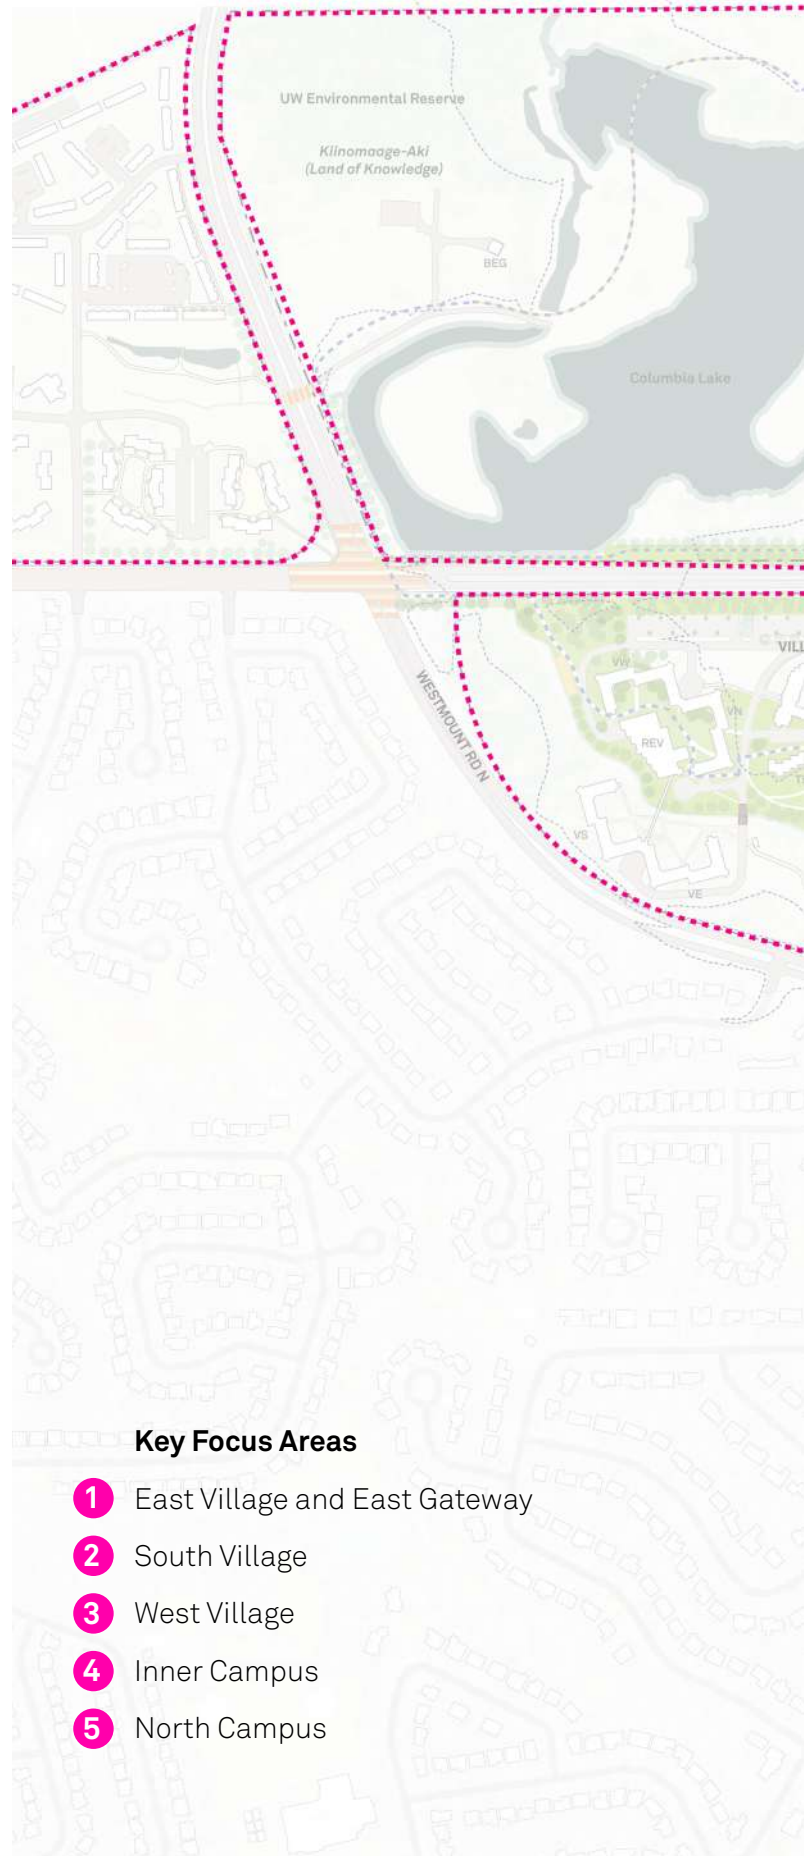 UW Environmental Reserve
Kiinomaage-Aki
(Land of Knowledge)
BEG
Columbia Lake
VILL
VW
VN
REV
WESTMOUNT RD N
VS
VE
Key Focus Areas
1 East Village and East Gateway
2 South Village
3 West Village
4 Inner Campus
5 North Campus